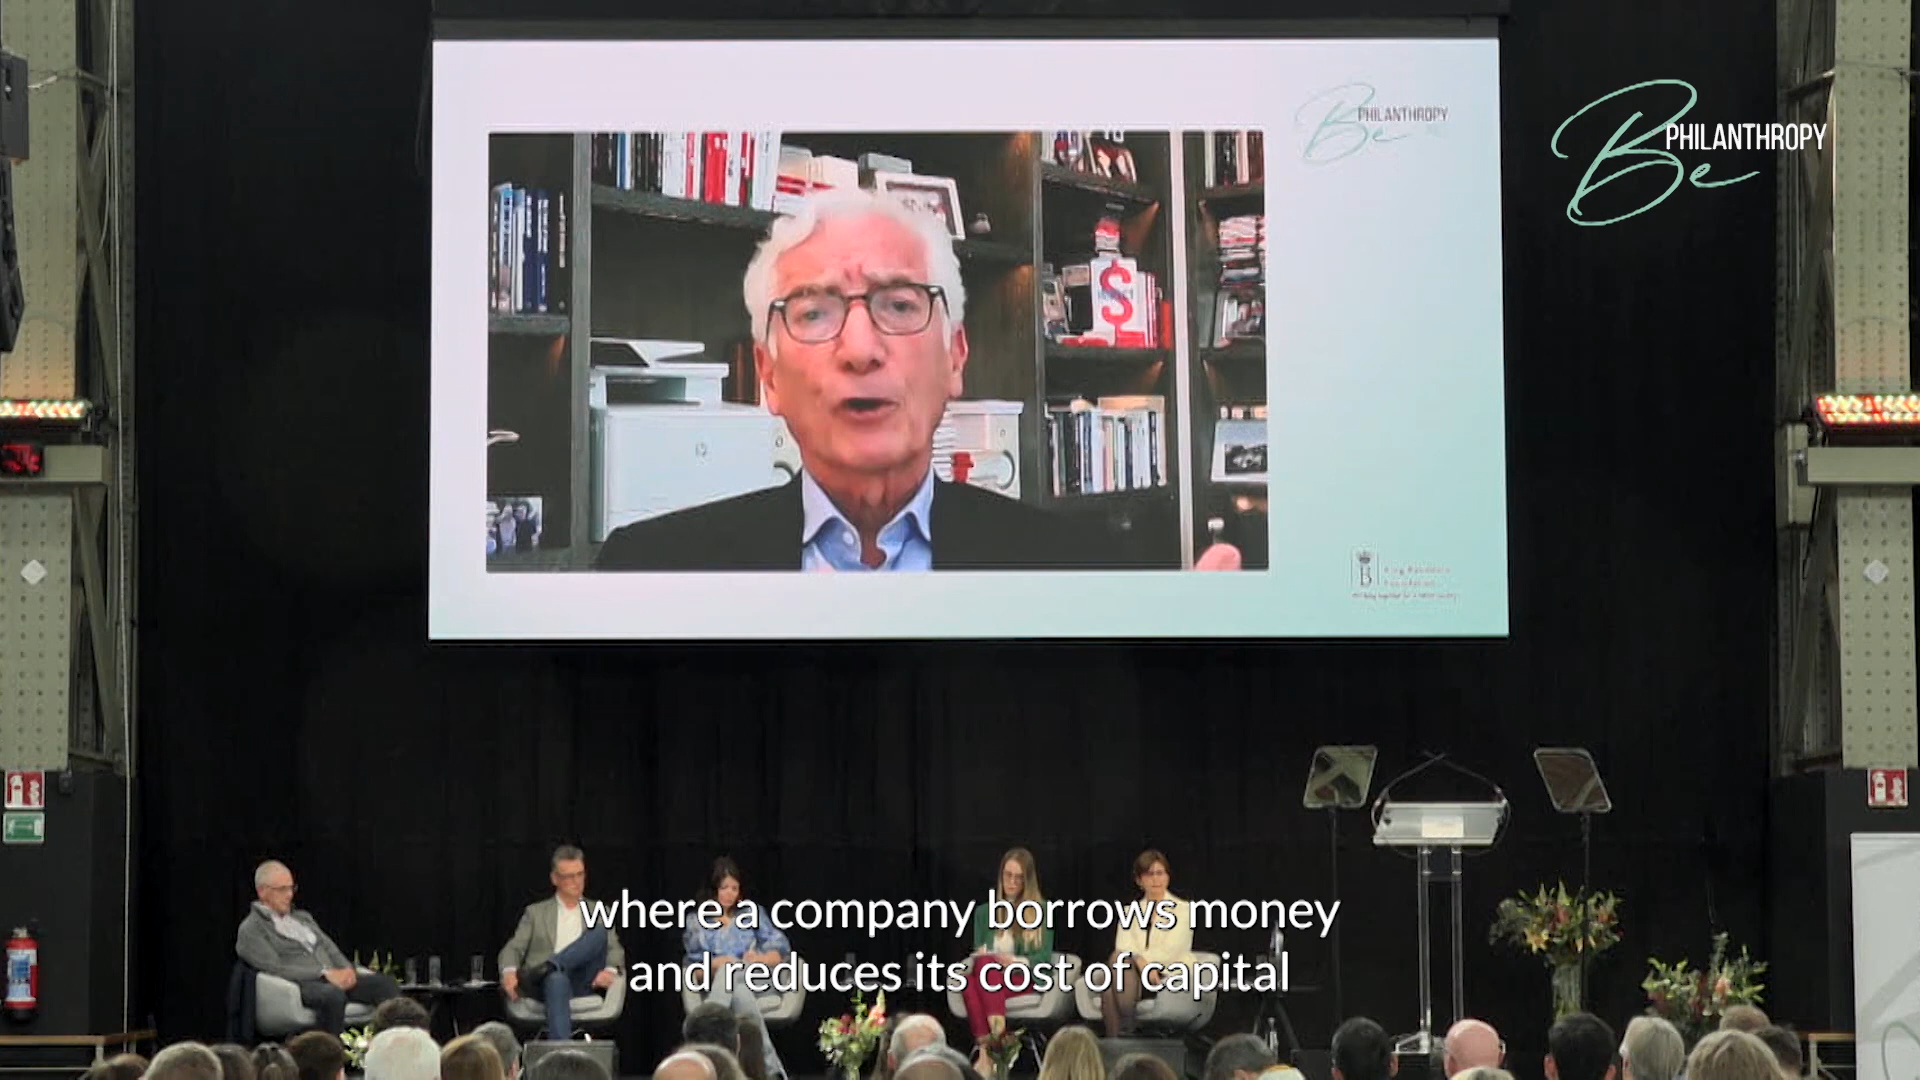 Be PHILANTHROPY
Be PHILANTHROPY
$
B
where a company borrows money
and reduces its cost of capital